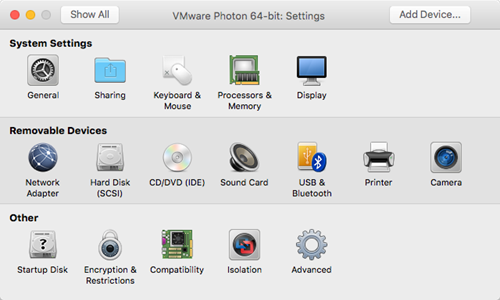 Show All
VMware Photon 64-bit: Settings
Add Device...
System Settings
General
Sharing
Keyboard &
Mouse
Processors &
Memory
Display
Removable Devices
Network
Adapter
Hard Disk
(SCSI)
CD/DVD (IDE)
Sound Card
USB &
Bluetooth
Printer
Camera
Other
Startup Disk
Encryption &
Restrictions
Compatibility
Isolation
Advanced